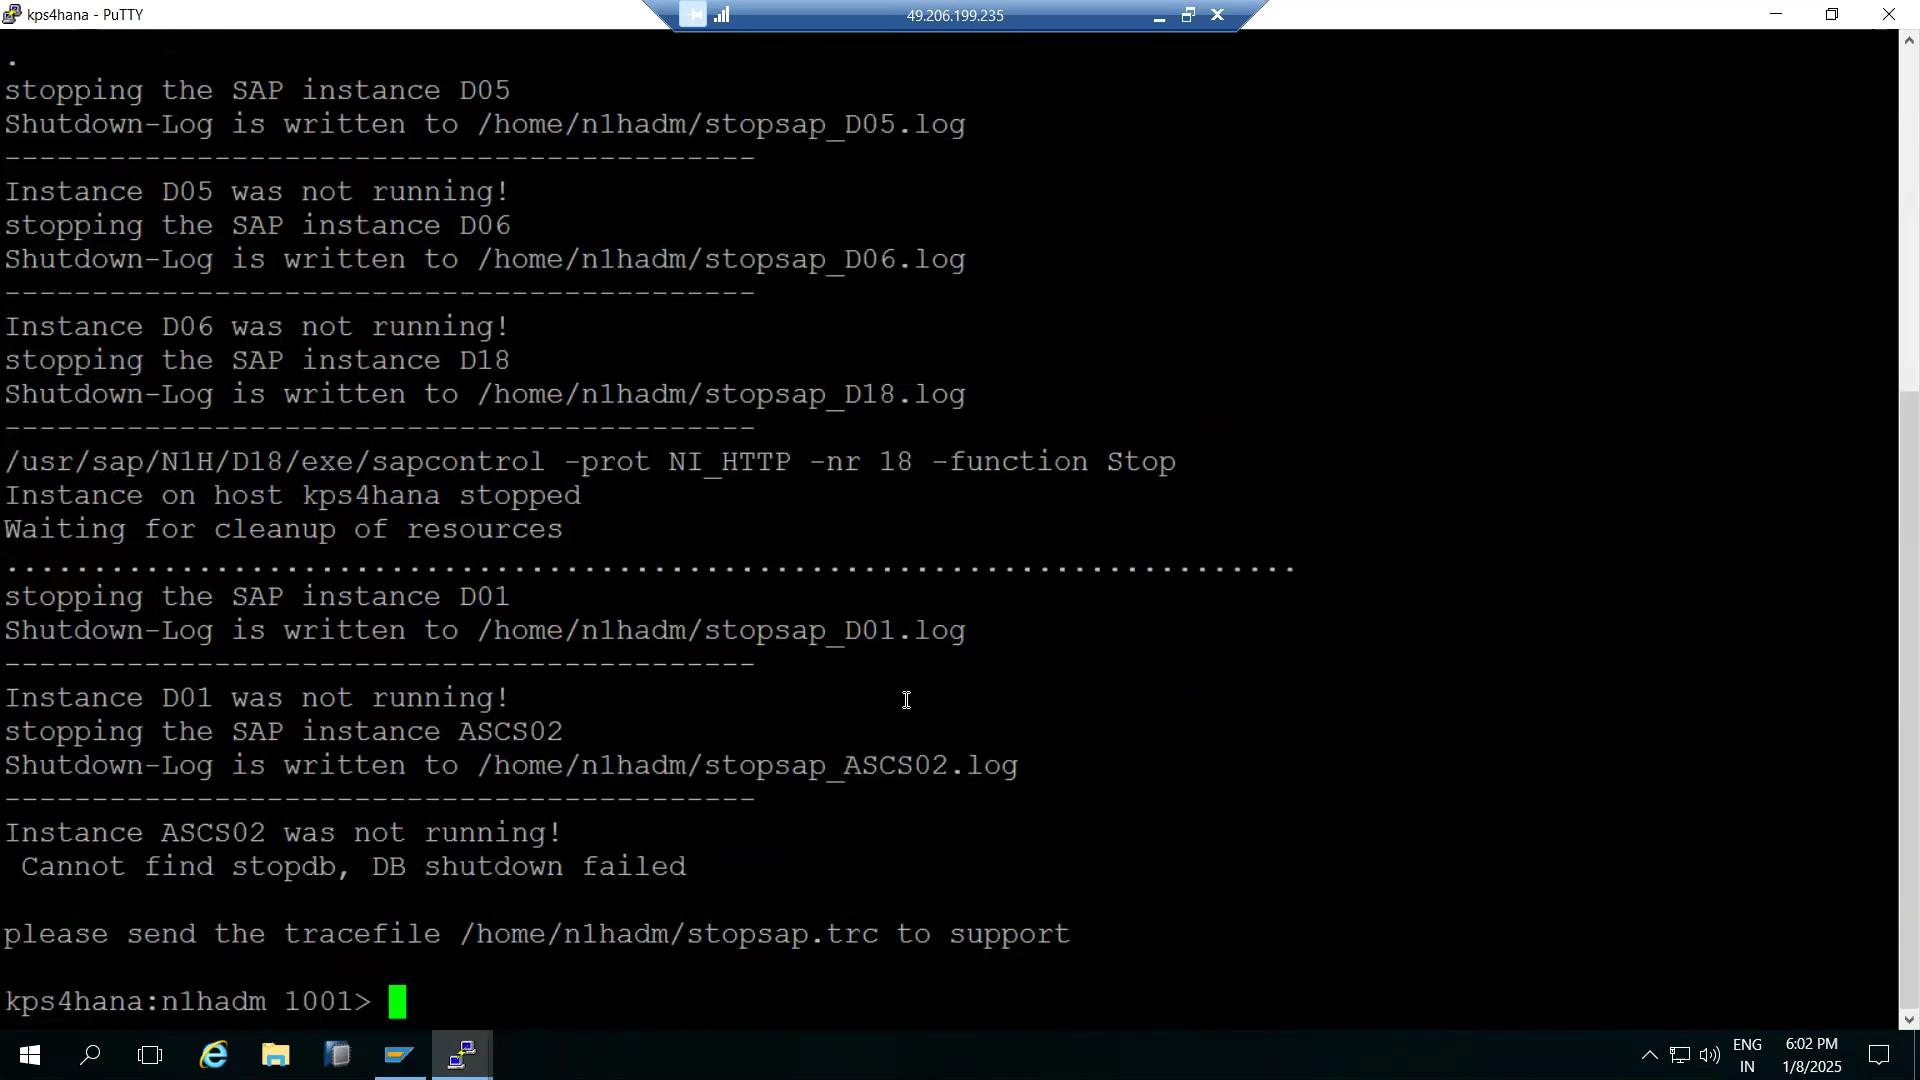 kps4hana - PuTTY
49.206.199.235
.
stopping the SAP instance D05
Shutdown-Log is written to /home/n1hadm/stopsap_D05.log
-------------------------------------------
Instance D05 was not running!
stopping the SAP instance D06
Shutdown-Log is written to /home/n1hadm/stopsap_D06.log
-------------------------------------------
Instance D06 was not running!
stopping the SAP instance D18
Shutdown-Log is written to /home/n1hadm/stopsap_D18.log
-------------------------------------------
/usr/sap/N1H/D18/exe/sapcontrol -prot NI_HTTP -nr 18 -function Stop
Instance on host kps4hana stopped
Waiting for cleanup of resources
..........................................................................
stopping the SAP instance D01
Shutdown-Log is written to /home/n1hadm/stopsap_D01.log
-------------------------------------------
Instance D01 was not running!
stopping the SAP instance ASCS02
Shutdown-Log is written to /home/n1hadm/stopsap_ASCS02.log
-------------------------------------------
Instance ASCS02 was not running!
 Cannot find stopdb, DB shutdown failed
please send the tracefile /home/n1hadm/stopsap.trc to support
kps4hana:n1hadm 1001>
ENG
IN
6:02 PM
1/8/2025